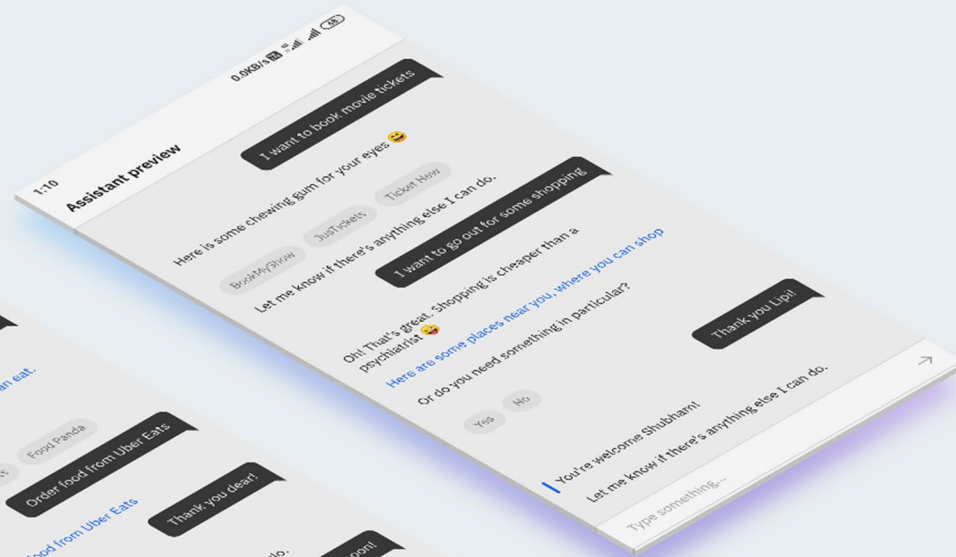 1:10
0.0KB/s
68
Assistant preview
I want to book movie tickets
Here is some chewing gum for your eyes 😄
BookMyShow
JusTickets
Ticket New
Let me know if there's anything else I can do.
I want to go out for some shopping
Oh! That's great. Shopping is cheaper than a
psychiatrist 😜
Here are some places near you, where you can shop
Or do you need something in particular?
Yes
No
Thank you Lipi!
You're welcome Shubham!
Let me know if there's anything else I can do.
Type something...
an eat.
Food Panda
Order food from Uber Eats
food from Uber Eats
Thank you dear!
soon!